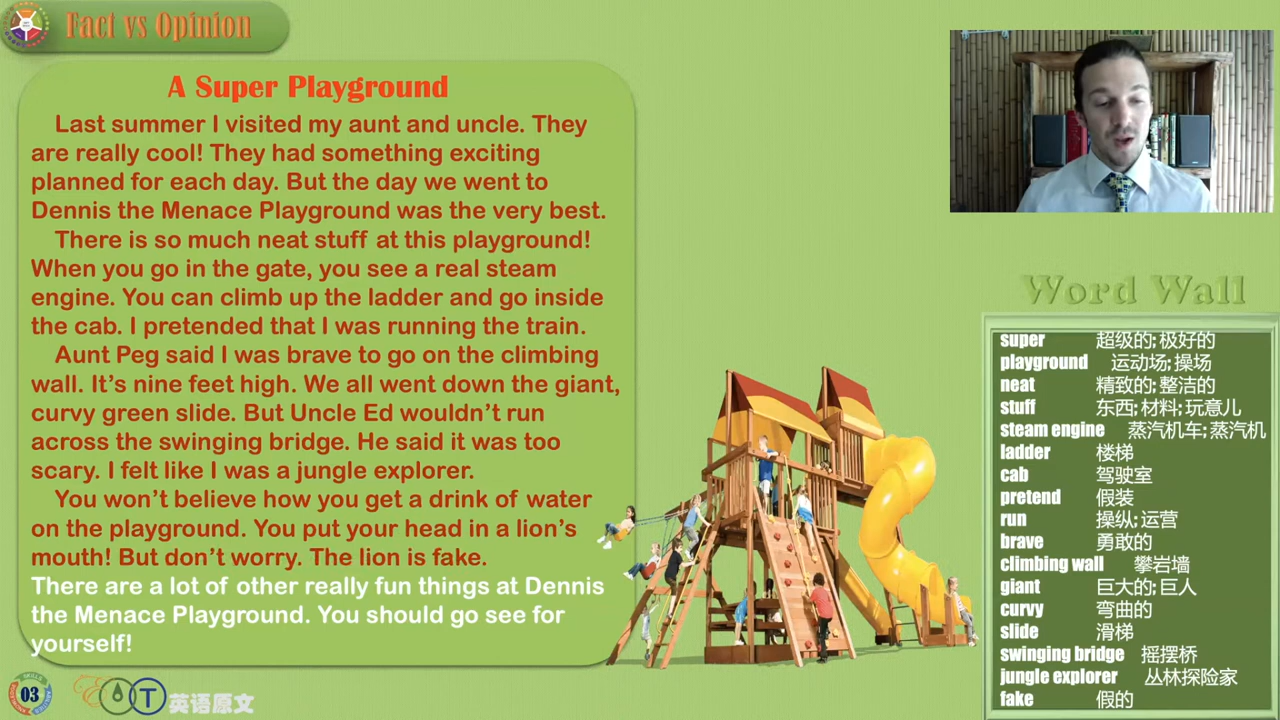 Fact vs Opinion
A Super Playground
Last summer I visited my aunt and uncle. They
are really cool! They had something exciting
planned for each day. But the day we went to
Dennis the Menace Playground was the very best.
There is so much neat stuff at this playground!
When you go in the gate, you see a real steam
engine. You can climb up the ladder and go inside
the cab. I pretended that I was running the train.
Aunt Peg said I was brave to go on the climbing
wall. It's nine feet high. We all went down the giant,
curvy green slide. But Uncle Ed wouldn't run
across the swinging bridge. He said it was too
scary. I felt like I was a jungle explorer.
You won't believe how you get a drink of water
on the playground. You put your head in a lion's
mouth! But don't worry. The lion is fake.
There are a lot of other really fun things at Dennis
the Menace Playground. You should go see for
yourself!
03
T
英语原文
Word Wall
super 超级的; 极好的
playground 运动场; 操场
neat 精致的; 整洁的
stuff 东西; 材料; 玩意儿
steam engine 蒸汽机车; 蒸汽机
ladder 楼梯
cab 驾驶室
pretend 假装
run 操纵; 运营
brave 勇敢的
climbing wall 攀岩墙
giant 巨大的; 巨人
curvy 弯曲的
slide 滑梯
swinging bridge 摇摆桥
jungle explorer 丛林探险家
fake 假的